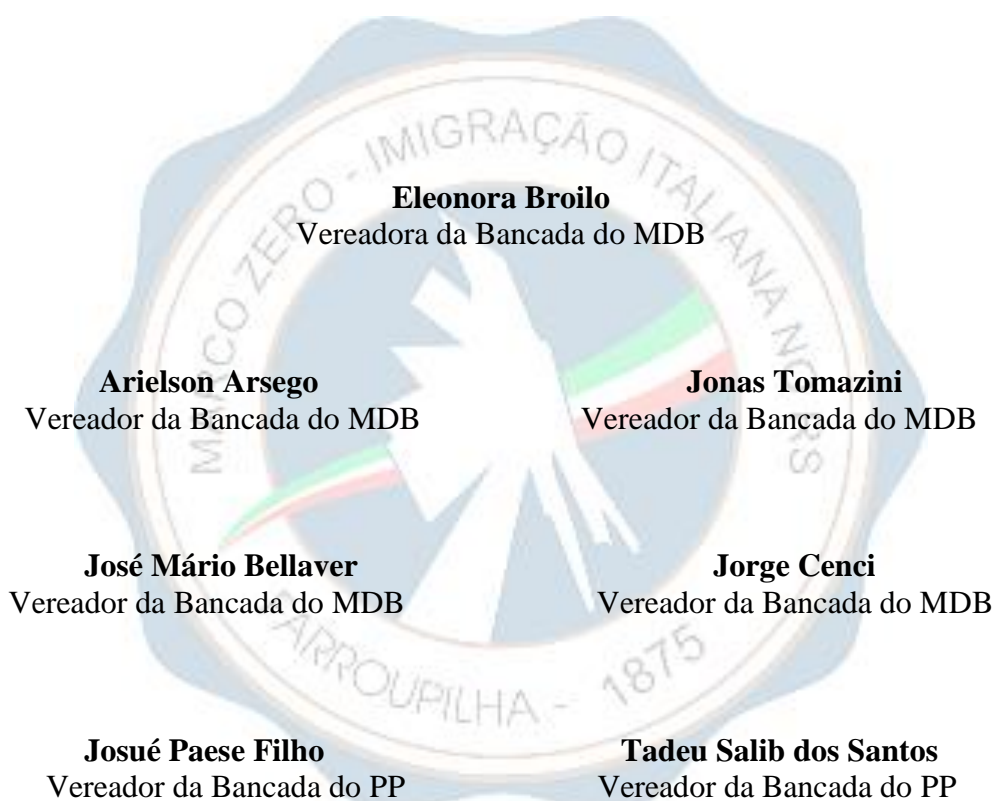 MARCO ZERO - IMIGRAÇÃO ITALIANA NO RS
Eleonora Broilo
Vereadora da Bancada do MDB
Arielson Arsego
Vereador da Bancada do MDB
Jonas Tomazini
Vereador da Bancada do MDB
José Mário Bellaver
Vereador da Bancada do MDB
Jorge Cenci
Vereador da Bancada do MDB
FARROUPILHA - 1875
Josué Paese Filho
Vereador da Bancada do PP
Tadeu Salib dos Santos
Vereador da Bancada do PP